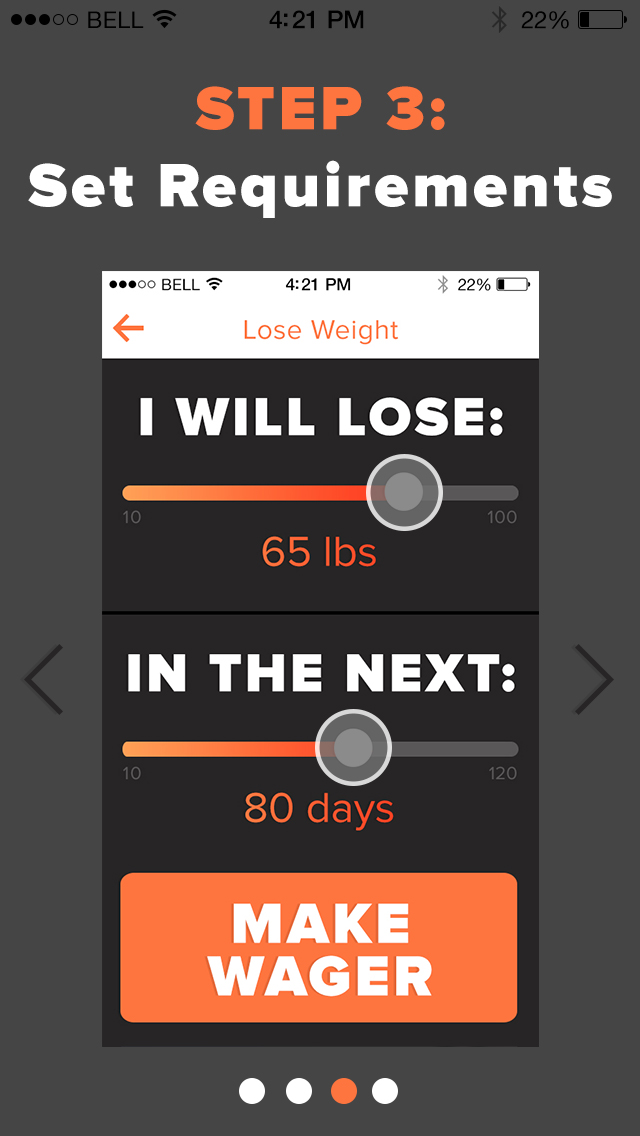 BELL 4:21 PM 22%
STEP 3:
Set Requirements
BELL 4:21 PM 22%
Lose Weight
I WILL LOSE:
10 100
65 lbs
IN THE NEXT:
10 120
80 days
MAKE
WAGER